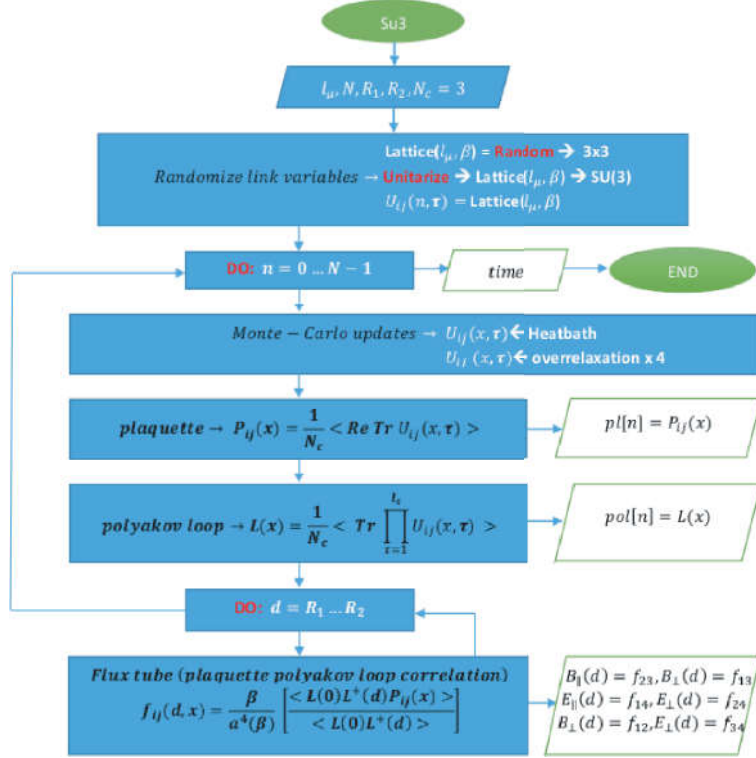 Su3
l_μ, N, R_1, R_2, N_c = 3
Lattice(l_μ, β) = Random → 3x3
Randomize link variables → Unitarize → Lattice(l_μ, β) → SU(3)
U_ij(n, τ) = Lattice(l_μ, β)
DO: n = 0 … N − 1
time
END
Monte − Carlo updates → U_ij(x, τ) ← Heatbath
U_ij (x, τ) ← overrelaxation x 4
plaquette → P_ij(x) = 1/N_c < Re Tr U_ij(x, τ) >
pl[n] = P_ij(x)
polyakov loop → L(x) = 1/N_c < Tr ∏_{τ=1}^{l_t} U_ij(x, τ) >
pol[n] = L(x)
DO: d = R_1 … R_2
Flux tube (plaquette polyakov loop correlation)
f_ij(d, x) = β/a^4(β) [< L(0)L^+(d)P_ij(x) > / < L(0)L^+(d) >]
B_∥(d) = f_23, B_⊥(d) = f_13
E_∥(d) = f_14, E_⊥(d) = f_24
B_⊥(d) = f_12, E_⊥(d) = f_34